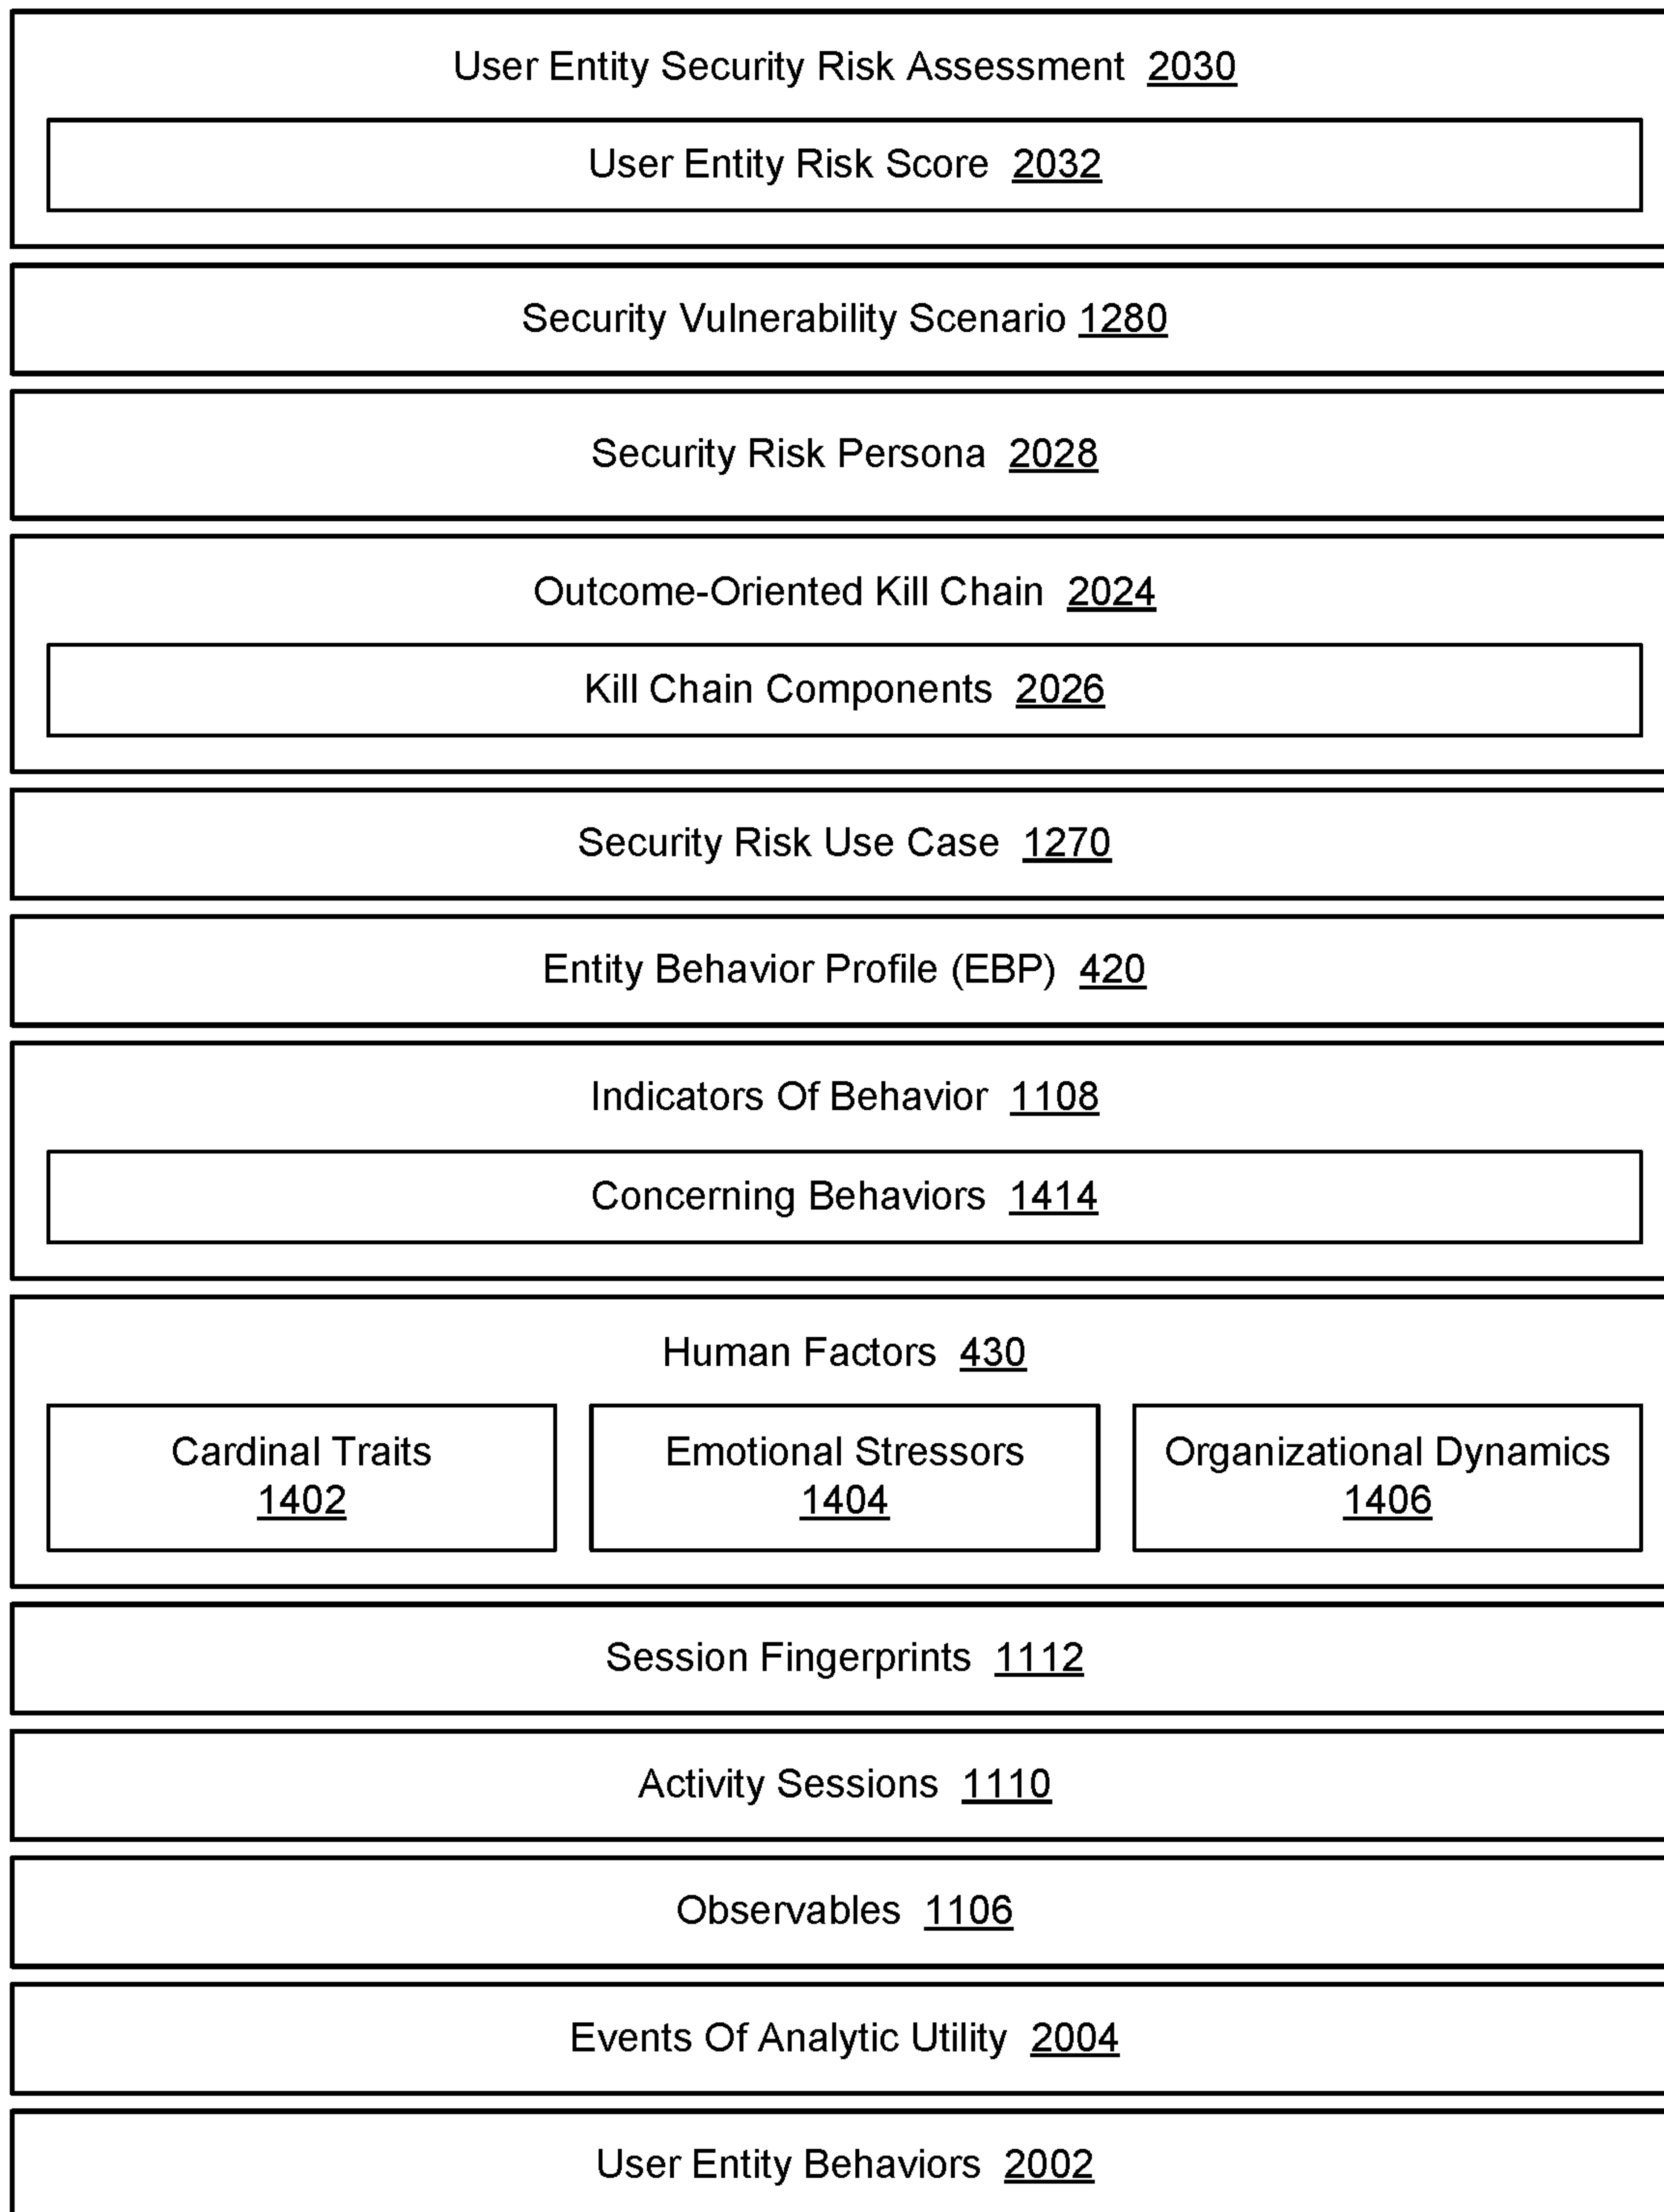 User Entity Security Risk Assessment 2030
User Entity Risk Score 2032
Security Vulnerability Scenario 1280
Security Risk Persona 2028
Outcome-Oriented Kill Chain 2024
Kill Chain Components 2026
Security Risk Use Case 1270
Entity Behavior Profile (EBP) 420
Indicators Of Behavior 1108
Concerning Behaviors 1414
Human Factors 430
Cardinal Traits
1402
Emotional Stressors
1404
Organizational Dynamics
1406
Session Fingerprints 1112
Activity Sessions 1110
Observables 1106
Events Of Analytic Utility 2004
User Entity Behaviors 2002